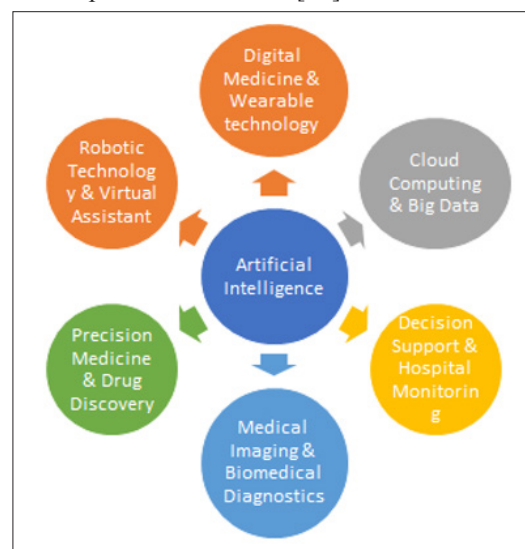 Digital
Medicine &
Wearable
technology
Robotic
Technolog
y & Virtual
Assistant
Cloud
Computing
& Big Data
Artificial
Intelligence
Precision
Medicine
& Drug
Discovery
Decision
Support &
Hospital
Monitorin
g
Medical
Imaging &
Biomedical
Diagnostics